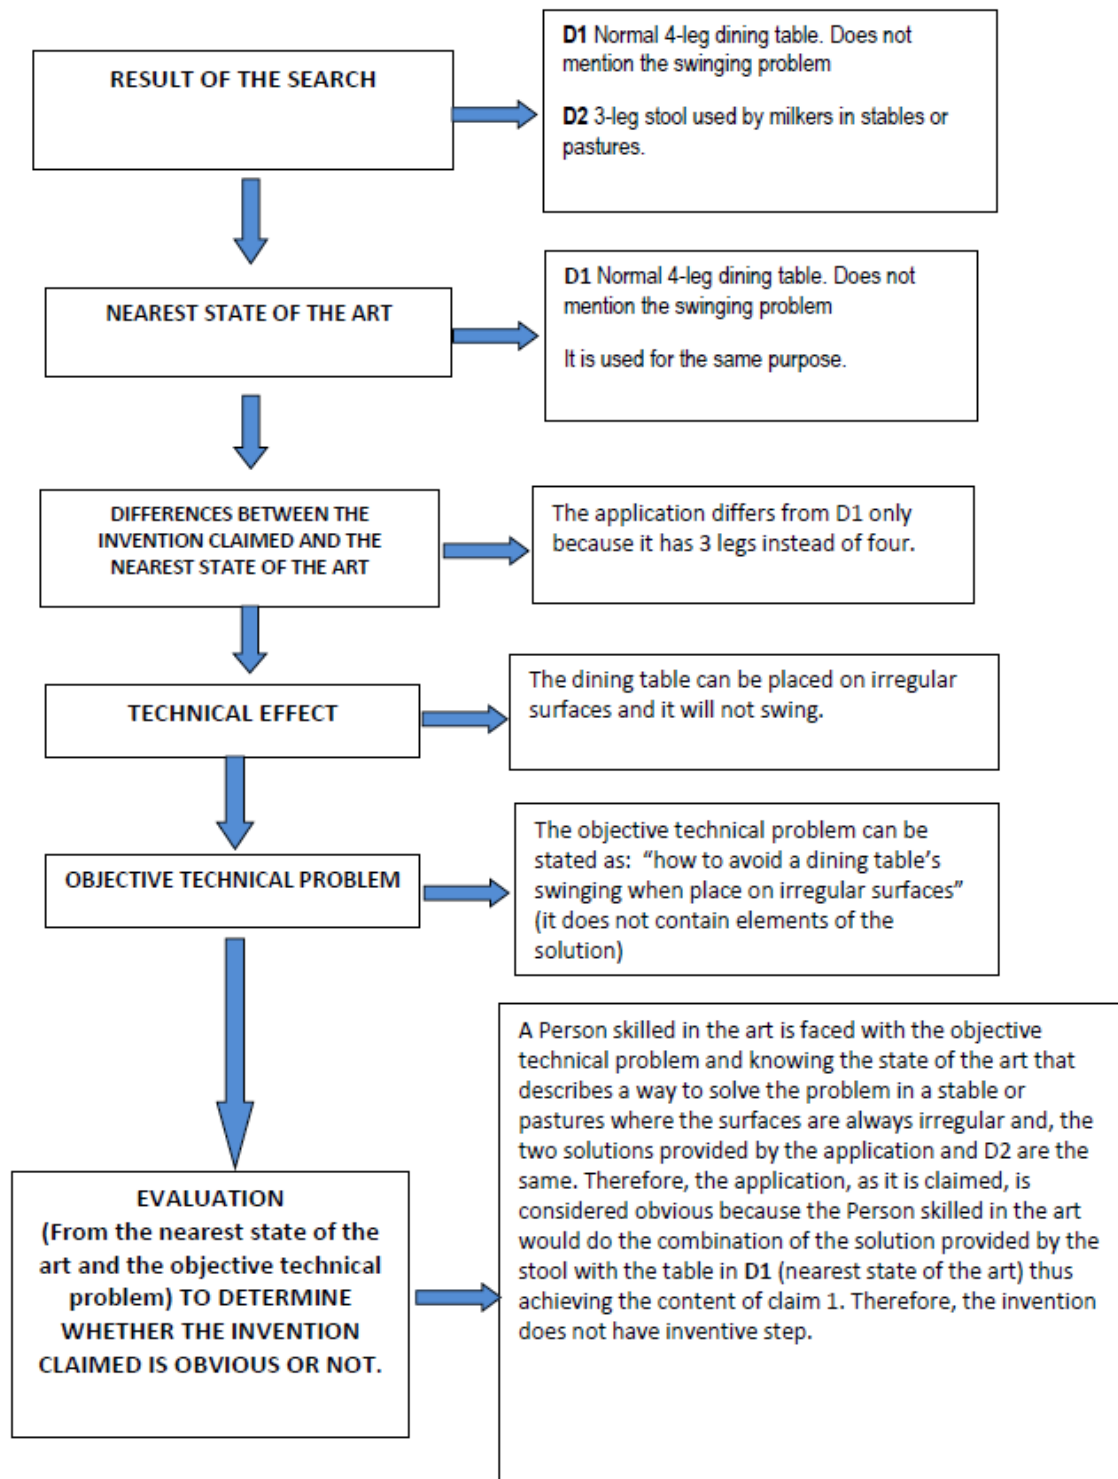 RESULT OF THE SEARCH
D1 Normal 4-leg dining table. Does not
mention the swinging problem
D2 3-leg stool used by milkers in stables or
pastures.
NEAREST STATE OF THE ART
D1 Normal 4-leg dining table. Does not
mention the swinging problem
It is used for the same purpose.
DIFFERENCES BETWEEN THE
INVENTION CLAIMED AND THE
NEAREST STATE OF THE ART
The application differs from D1 only
because it has 3 legs instead of four.
TECHNICAL EFFECT
The dining table can be placed on irregular
surfaces and it will not swing.
OBJECTIVE TECHNICAL PROBLEM
The objective technical problem can be
stated as: “how to avoid a dining table’s
swinging when place on irregular surfaces”
(it does not contain elements of the
solution)
EVALUATION
(From the nearest state of the
art and the objective technical
problem) TO DETERMINE
WHETHER THE INVENTION
CLAIMED IS OBVIOUS OR NOT.
A Person skilled in the art is faced with the objective
technical problem and knowing the state of the art that
describes a way to solve the problem in a stable or
pastures where the surfaces are always irregular and, the
two solutions provided by the application and D2 are the
same. Therefore, the application, as it is claimed, is
considered obvious because the Person skilled in the art
would do the combination of the solution provided by the
stool with the table in D1 (nearest state of the art) thus
achieving the content of claim 1. Therefore, the invention
does not have inventive step.